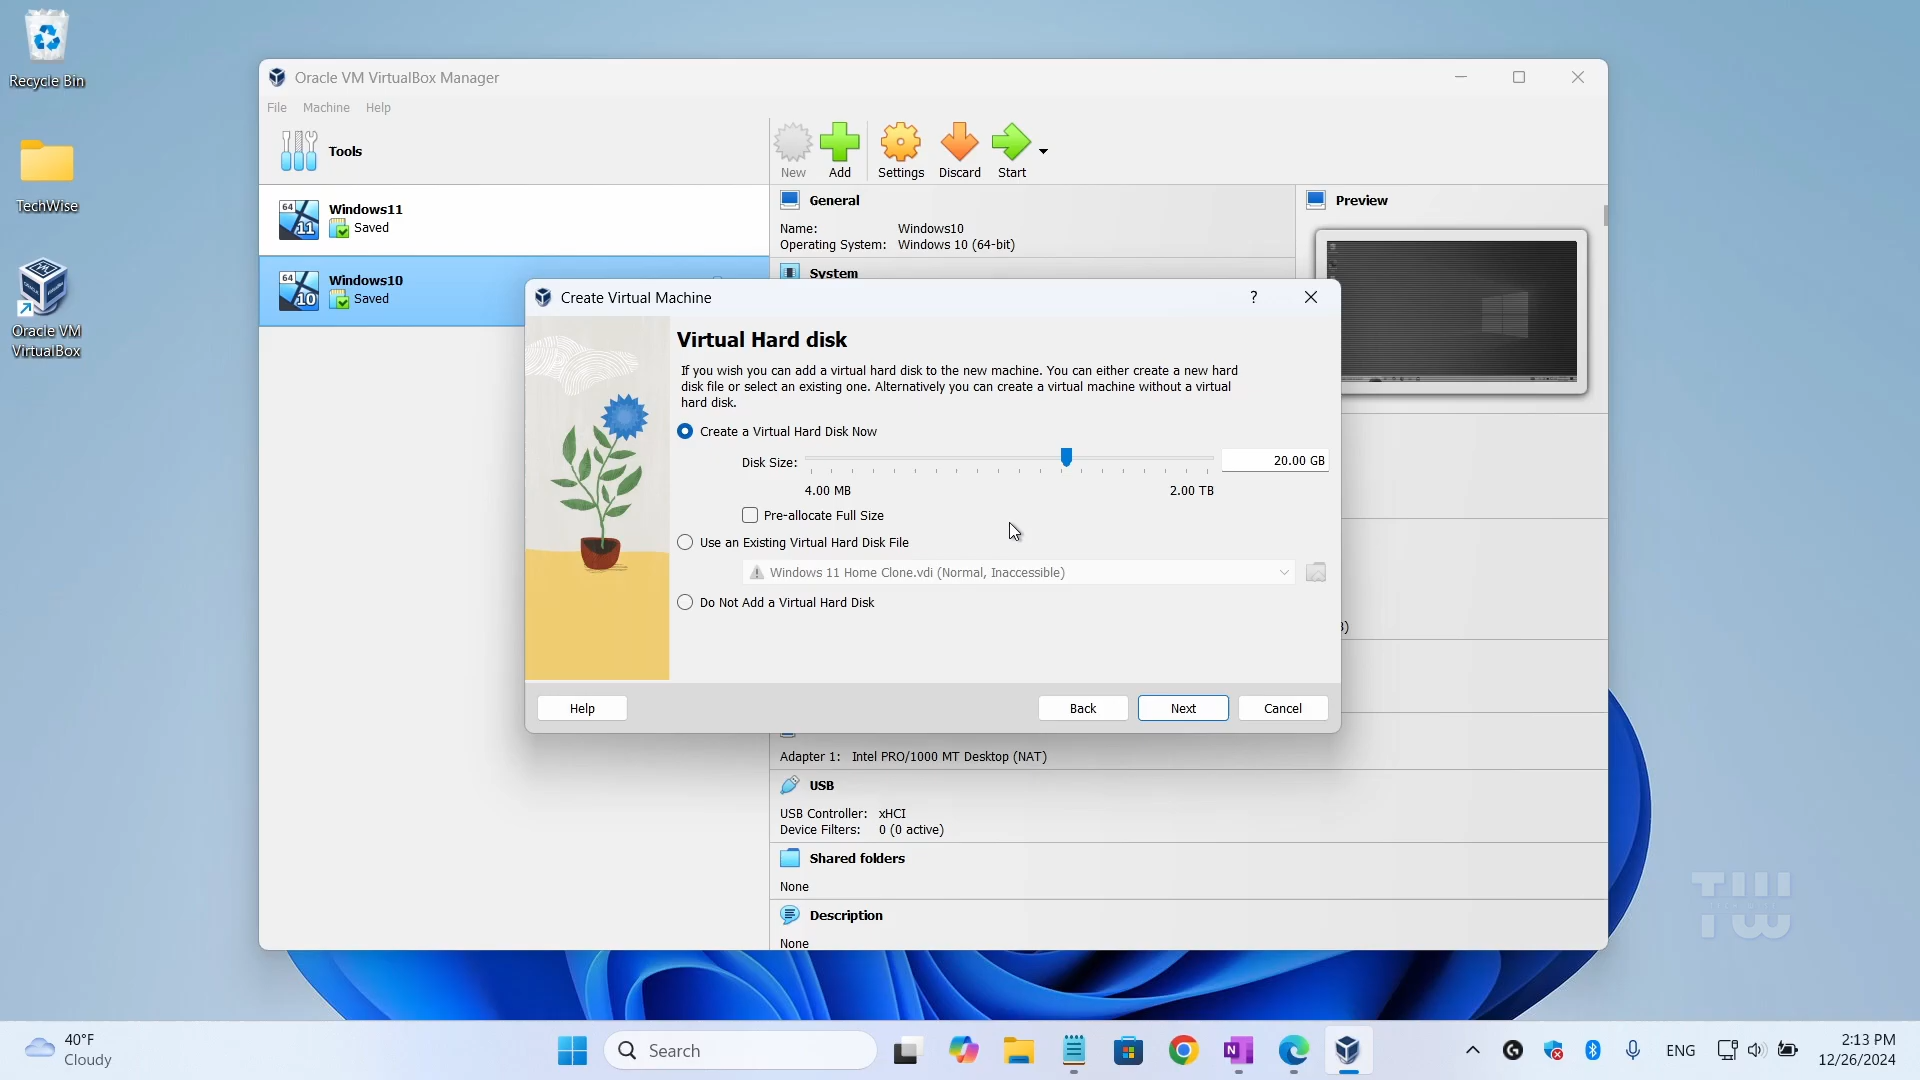 Recycle Bin
TechWise
Oracle VM
VirtualBox
Oracle VM VirtualBox Manager
File Machine Help
Tools
New Add Settings Discard Start
64 11 Windows11
Saved
64 10 Windows10
Saved
General
Name: Windows10
Operating System: Windows 10 (64-bit)
System
Preview
Create Virtual Machine
?
Virtual Hard disk
If you wish you can add a virtual hard disk to the new machine. You can either create a new hard
disk file or select an existing one. Alternatively you can create a virtual machine without a virtual
hard disk.
Create a Virtual Hard Disk Now
Disk Size: 20.00 GB
4.00 MB 2.00 TB
Pre-allocate Full Size
Use an Existing Virtual Hard Disk File
Windows 11 Home Clone.vdi (Normal, Inaccessible)
Do Not Add a Virtual Hard Disk
Help Back Next Cancel
Adapter 1: Intel PRO/1000 MT Desktop (NAT)
USB
USB Controller: xHCI
Device Filters: 0 (0 active)
Shared folders
None
Description
None
TW
40°F
Cloudy
Search
ENG
2:13 PM
12/26/2024